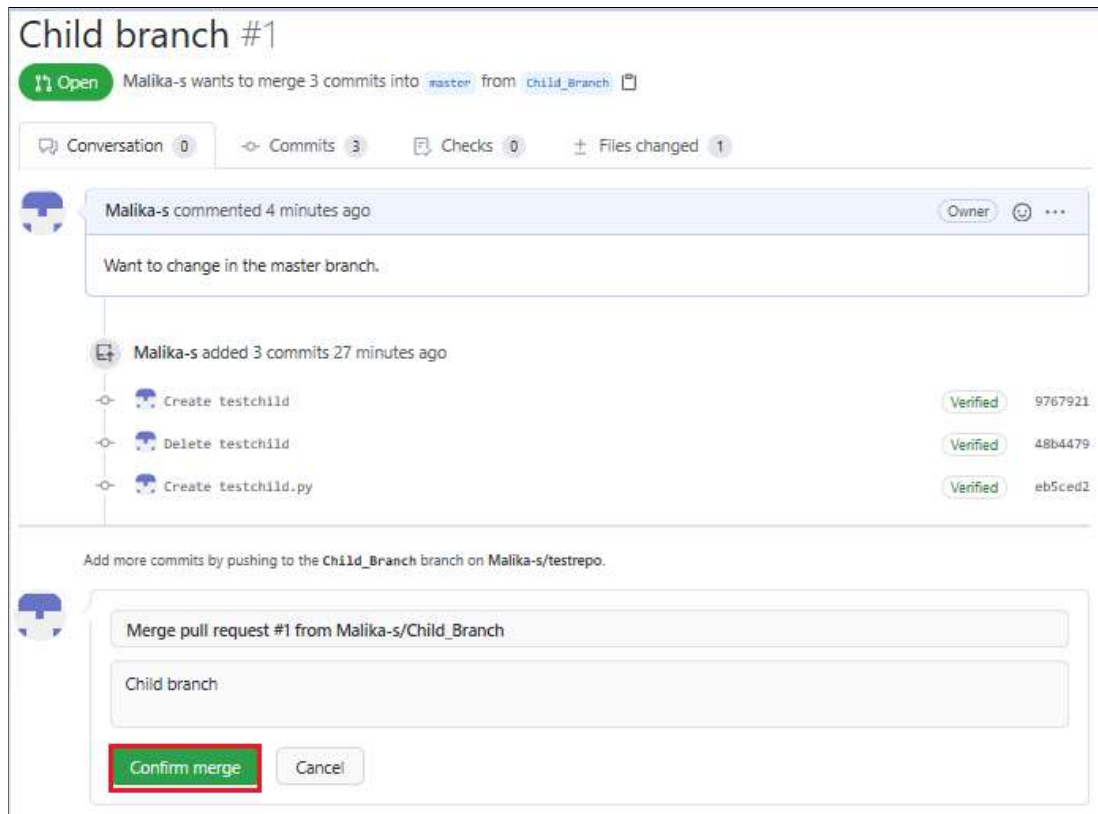 Child branch #1
Open Malika-s wants to merge 3 commits into master from Child_Branch
Conversation 0 Commits 3 Checks 0 Files changed 1
Malika-s commented 4 minutes ago Owner
Want to change in the master branch.
Malika-s added 3 commits 27 minutes ago
Create testchild Verified 9767921
Delete testchild Verified 48b4479
Create testchild.py Verified eb5ced2
Add more commits by pushing to the Child_Branch branch on Malika-s/testrepo.
Merge pull request #1 from Malika-s/Child_Branch
Child branch
Confirm merge Cancel